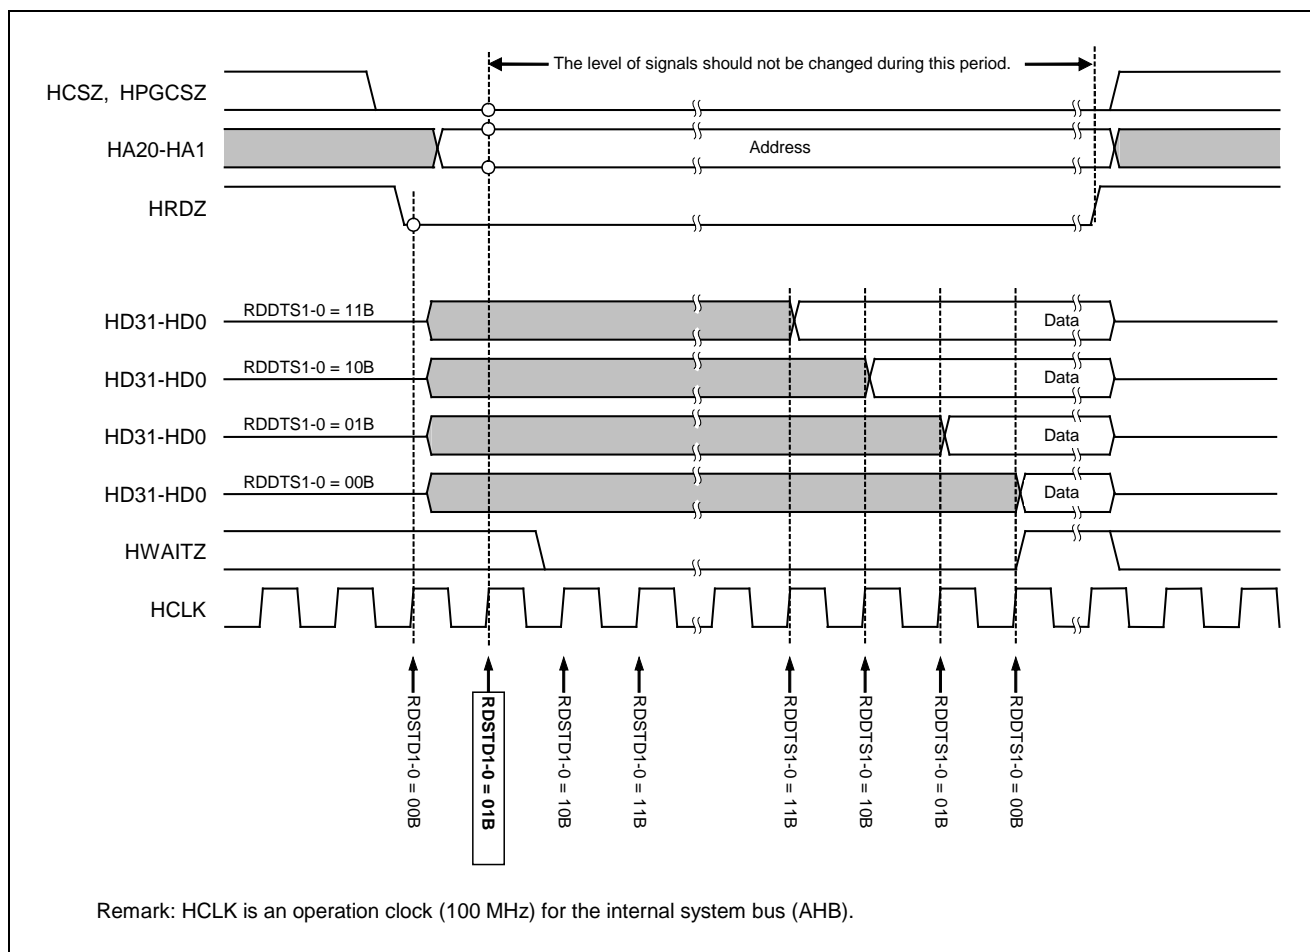 The level of signals should not be changed during this period.
HCSZ, HPGCSZ
HA20-HA1
Address
HRDZ
HD31-HD0
RDDTS1-0 = 11B
Data
HD31-HD0
RDDTS1-0 = 10B
Data
HD31-HD0
RDDTS1-0 = 01B
Data
HD31-HD0
RDDTS1-0 = 00B
Data
HWAITZ
HCLK
RDSTD1-0 = 00B
RDSTD1-0 = 01B
RDSTD1-0 = 10B
RDSTD1-0 = 11B
RDDTS1-0 = 11B
RDDTS1-0 = 10B
RDDTS1-0 = 01B
RDDTS1-0 = 00B
Remark: HCLK is an operation clock (100 MHz) for the internal system bus (AHB).